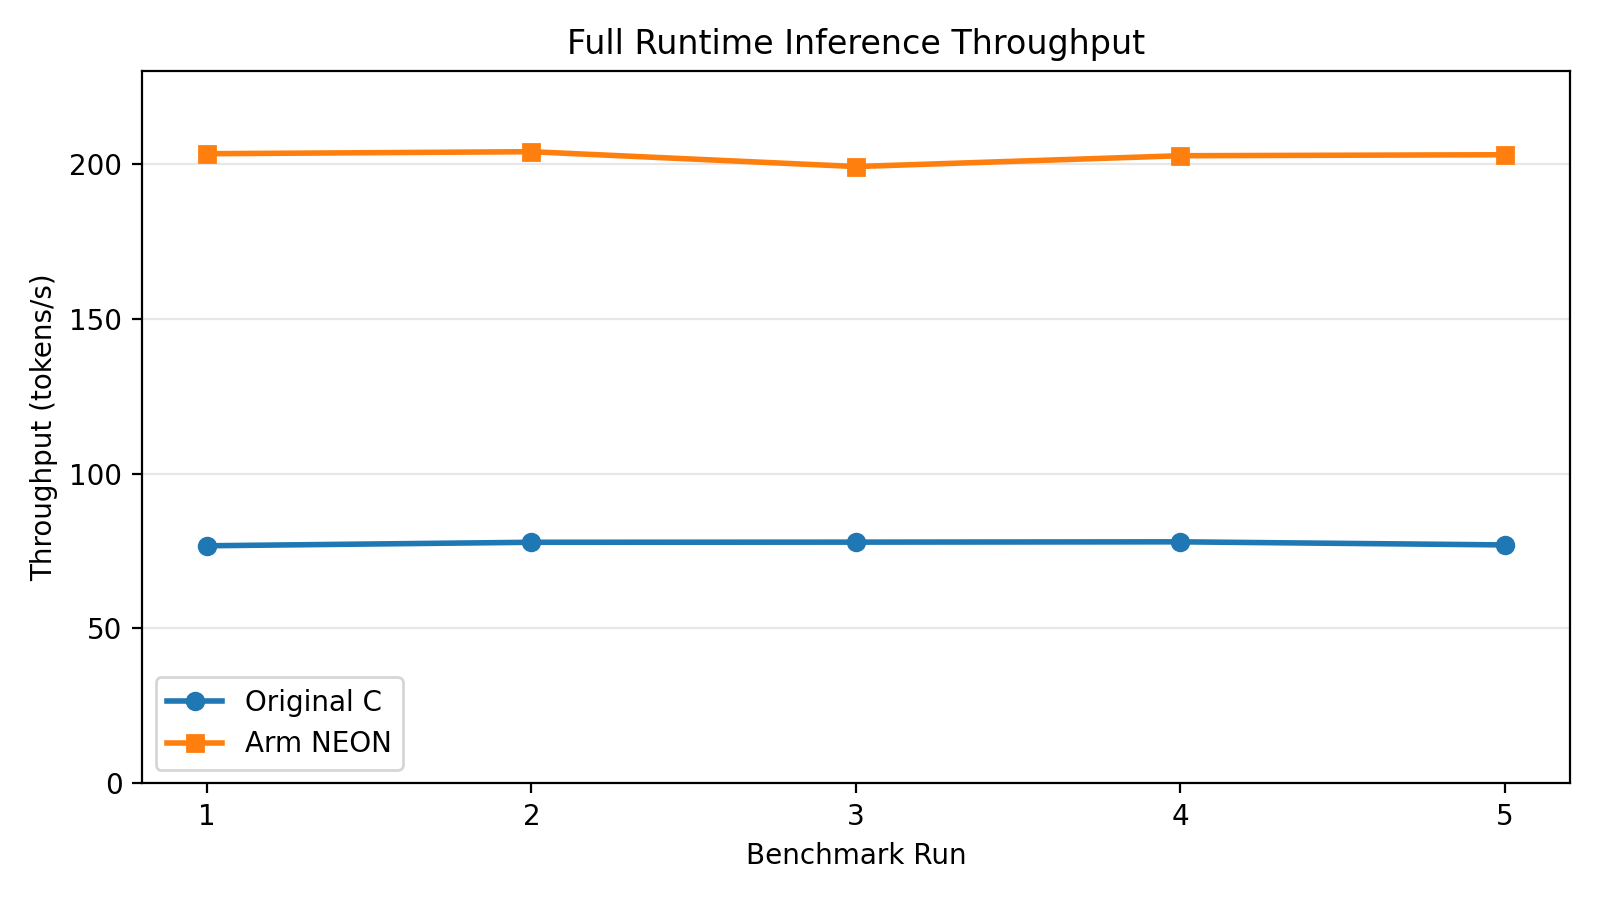 Full Runtime Inference Throughput
Throughput (tokens/s)
200
150
100
50
0
Original C
Arm NEON
1 2 3 4 5
Benchmark Run